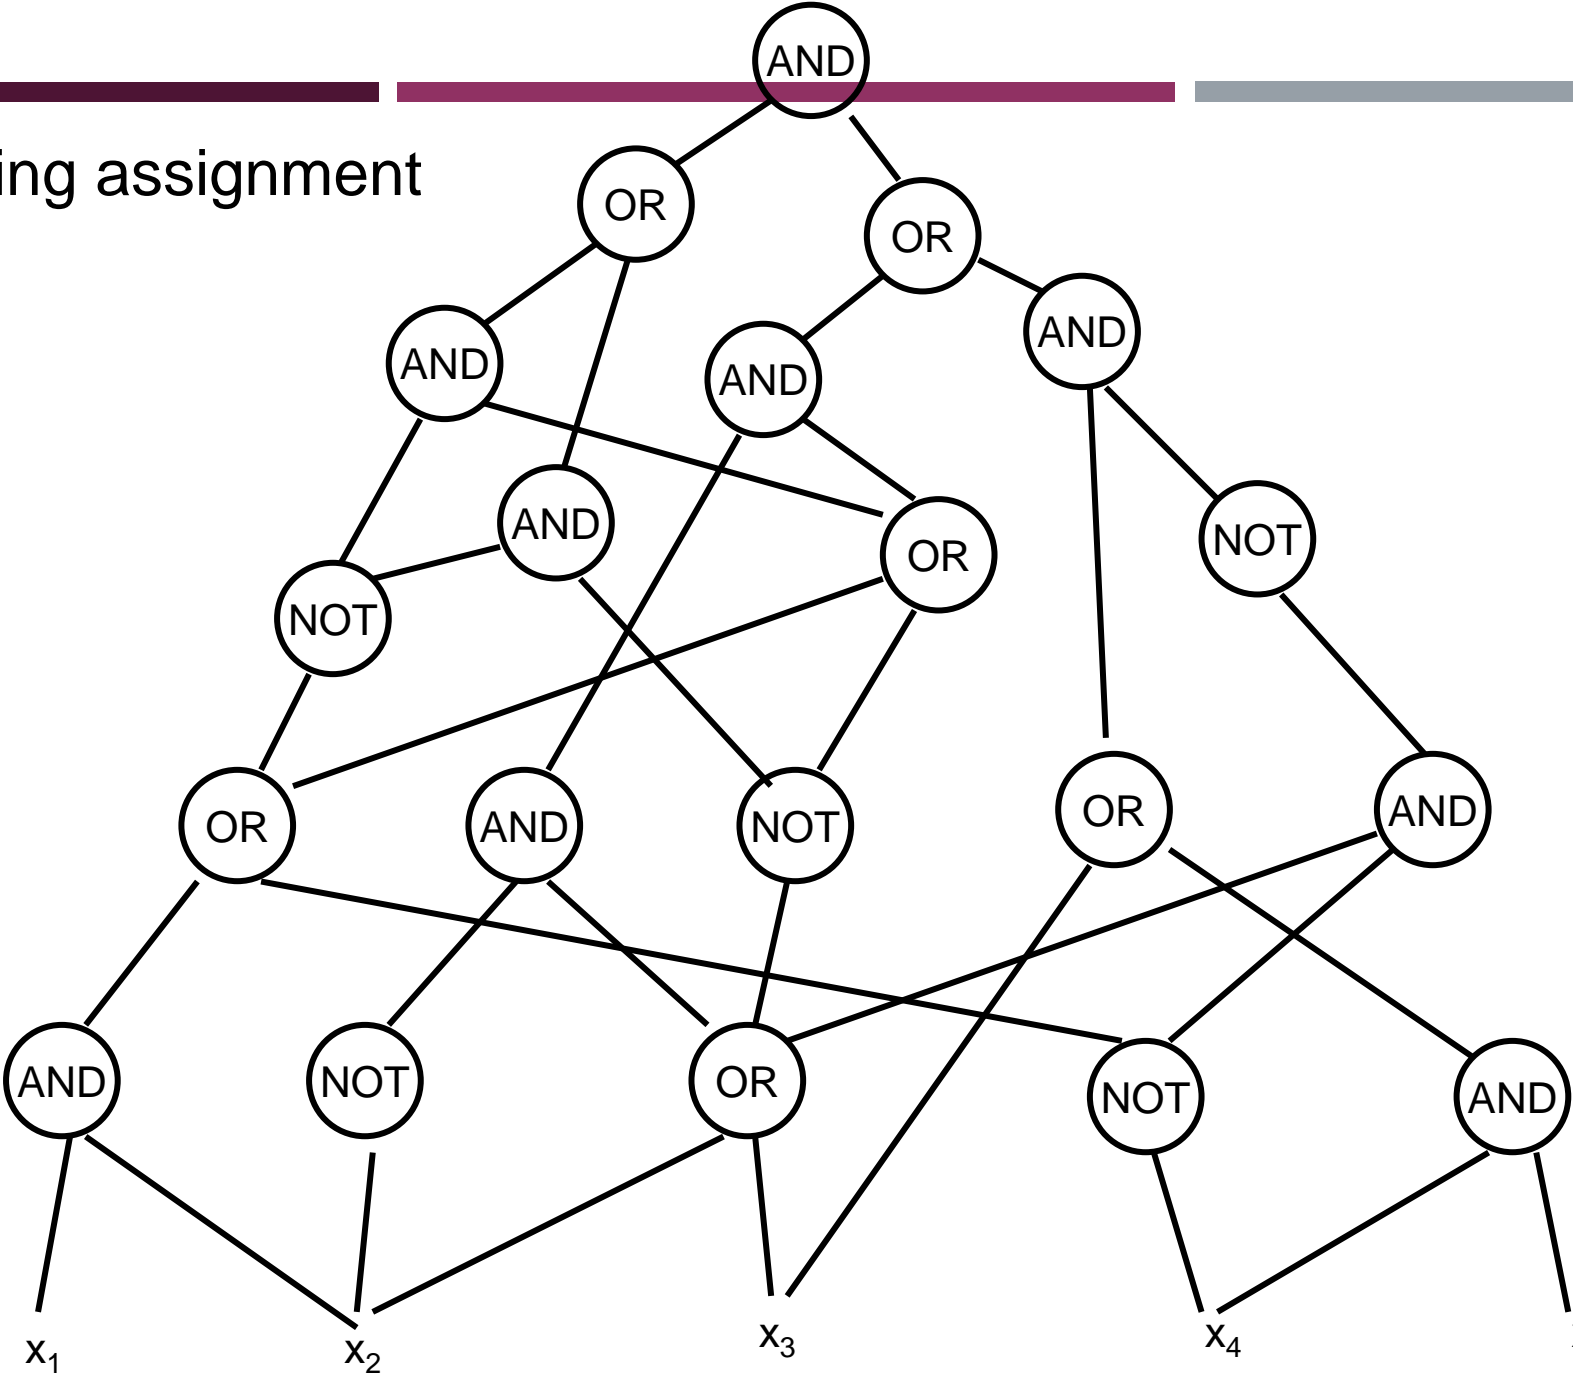 AND
ing assignment
OR
OR
AND
AND
AND
AND
OR
NOT
NOT
OR
AND
NOT
OR
AND
AND
NOT
OR
NOT
AND
x1
x2
x3
x4